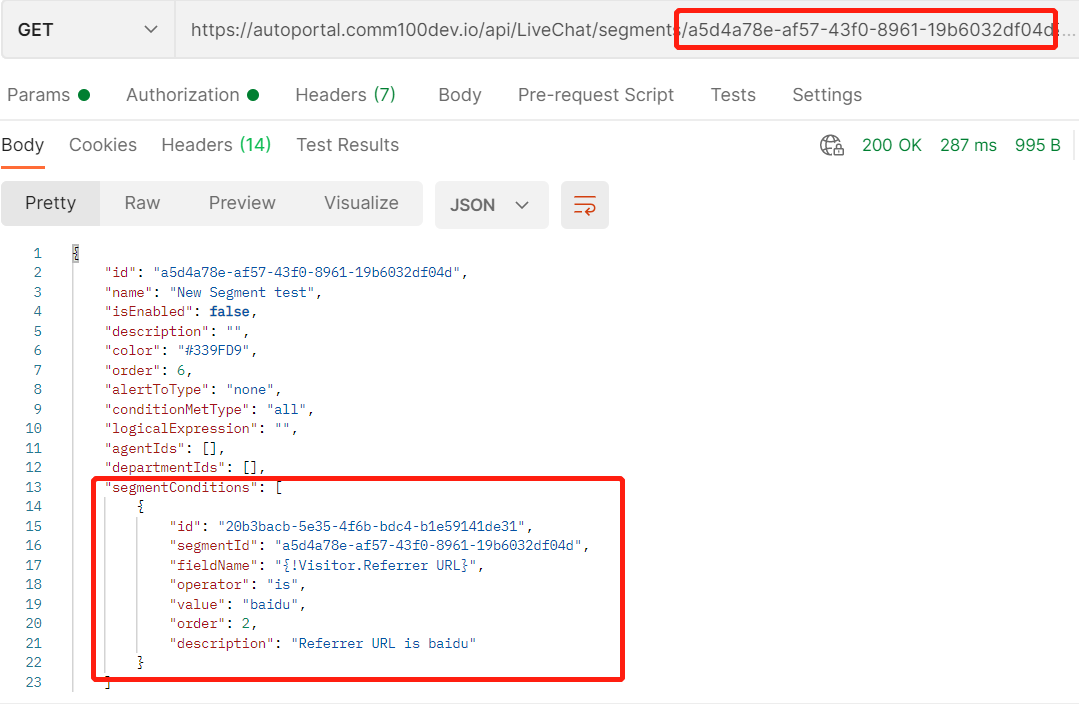 GET https://autoportal.comm100dev.io/api/LiveChat/segments/a5d4a78e-af57-43f0-8961-19b6032df04d...
Params Authorization Headers (7) Body Pre-request Script Tests Settings
Body Cookies Headers (14) Test Results 200 OK 287 ms 995 B
Pretty Raw Preview Visualize JSON
1 {
2 "id": "a5d4a78e-af57-43f0-8961-19b6032df04d",
3 "name": "New Segment test",
4 "isEnabled": false,
5 "description": "",
6 "color": "#339FD9",
7 "order": 6,
8 "alertToType": "none",
9 "conditionMetType": "all",
10 "logicalExpression": "",
11 "agentIds": [],
12 "departmentIds": [],
13 "segmentConditions": [
14 {
15 "id": "20b3bacb-5e35-4f6b-bdc4-b1e59141de31",
16 "segmentId": "a5d4a78e-af57-43f0-8961-19b6032df04d",
17 "fieldName": "{!Visitor.Referrer URL}",
18 "operator": "is",
19 "value": "baidu",
20 "order": 2,
21 "description": "Referrer URL is baidu"
22 }
23 ]